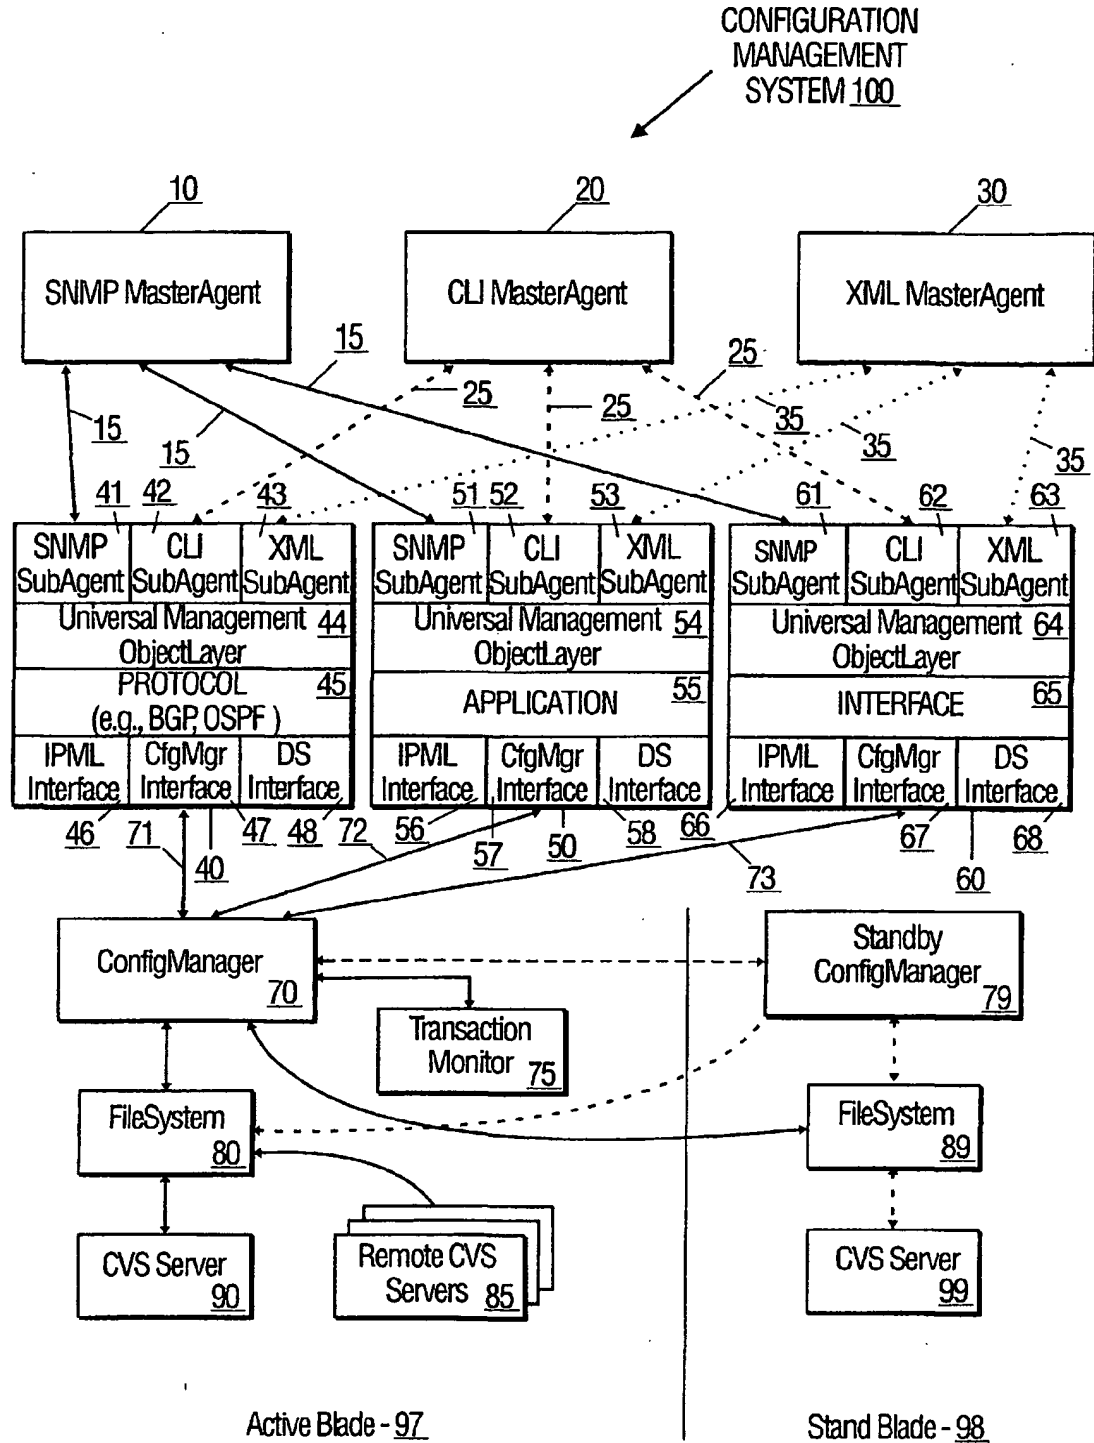 CONFIGURATION
MANAGEMENT
SYSTEM 100
10
20
30
SNMP MasterAgent
CLI MasterAgent
XML MasterAgent
15
25
15
25
25
35
35
15
35
41
42
43
51
52
53
61
62
63
SNMP SubAgent
CLI SubAgent
XML SubAgent
SNMP SubAgent
CLI SubAgent
XML SubAgent
SNMP SubAgent
CLI SubAgent
XML SubAgent
Universal Management 44
ObjectLayer
Universal Management 54
ObjectLayer
Universal Management 64
ObjectLayer
PROTOCOL 45
(e.g., BGP, OSPF )
APPLICATION 55
INTERFACE 65
IPML Interface
CfgMgr Interface
DS Interface
IPML Interface
CfgMgr Interface
DS Interface
IPML Interface
CfgMgr Interface
DS Interface
46
71
40
47
48
72
56
57
50
58
66
73
67
60
68
ConfigManager
70
Standby
ConfigManager
79
Transaction
Monitor 75
FileSystem
80
FileSystem
89
CVS Server
90
Remote CVS
Servers 85
CVS Server
99
Active Blade - 97
Stand Blade - 98